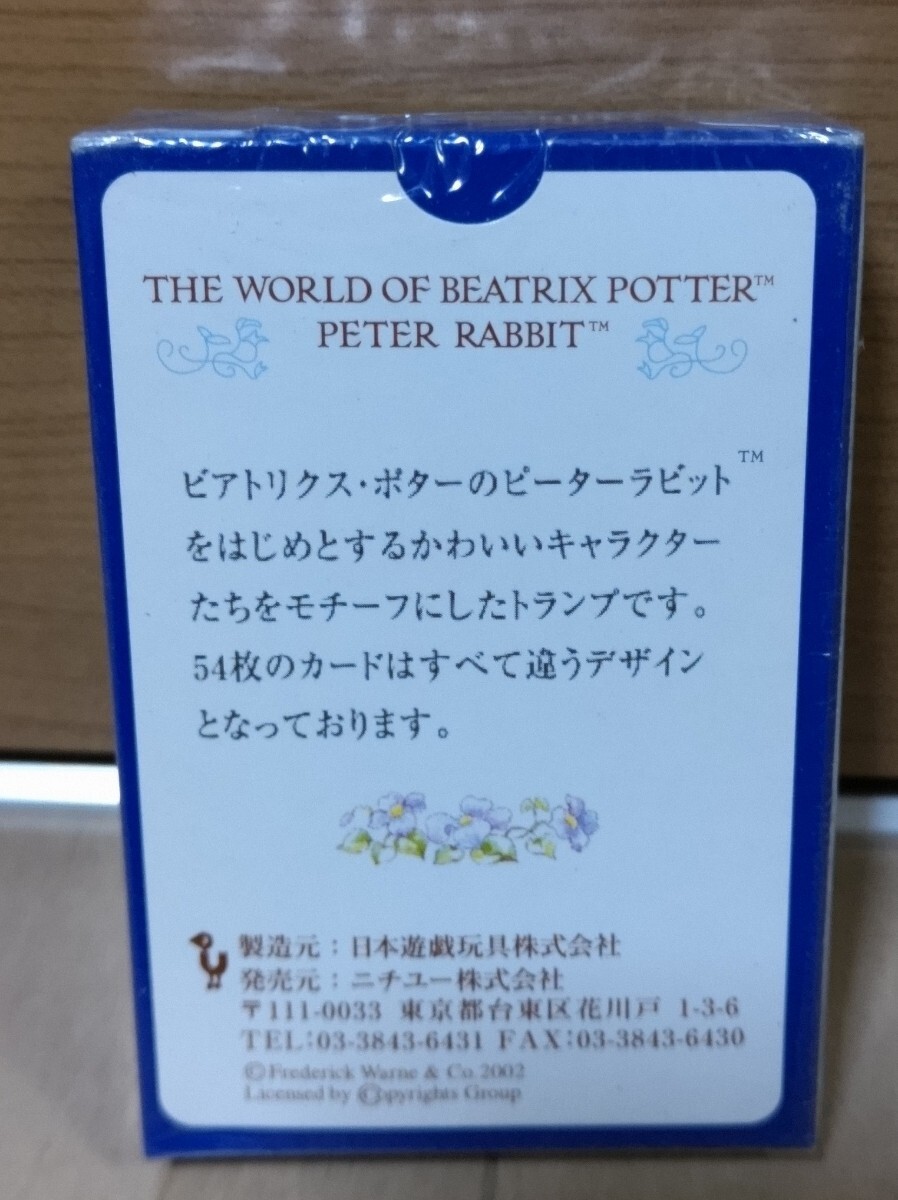 THE WORLD OF BEATRIX POTTER™
PETER RABBIT™
ビアトリクス・ポターのピーターラビット™
をはじめとするかわいいキャラクター
たちをモチーフにしたトランプです。
54枚のカードはすべて違うデザイン
となっております。
製造元：日本遊戯玩具株式会社
発売元：ニチユー株式会社
〒111-0033 東京都台東区花川戸 1-3-6
TEL:03-3843-6431 FAX:03-3843-6430
©Frederick Warne & Co. 2002
Licensed by ©opyrights Group